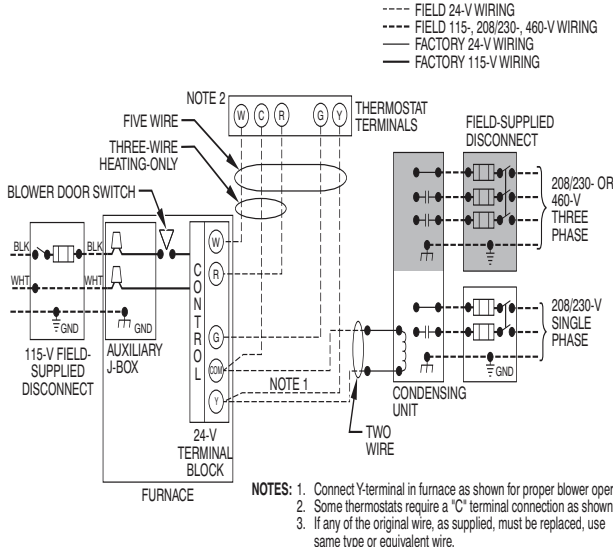 FIELD 24-V WIRING
FIELD 115-, 208/230-, 460-V WIRING
FACTORY 24-V WIRING
FACTORY 115-V WIRING
NOTE 2
W C R G Y
THERMOSTAT
TERMINALS
FIVE WIRE
THREE-WIRE
HEATING-ONLY
BLOWER DOOR SWITCH
FIELD-SUPPLIED
DISCONNECT
208/230- OR
460-V
THREE
PHASE
BLK
BLK
WHT
WHT
GND
GND
115-V FIELD-
SUPPLIED
DISCONNECT
AUXILIARY
J-BOX
CONTROL
W
R
G
COM
Y
NOTE 1
24-V
TERMINAL
BLOCK
FURNACE
TWO
WIRE
CONDENSING
UNIT
GND
208/230-V
SINGLE
PHASE
NOTES: 1. Connect Y-terminal in furnace as shown for proper blower oper
2. Some thermostats require a "C" terminal connection as shown
3. If any of the original wire, as supplied, must be replaced, use
same type or equivalent wire.